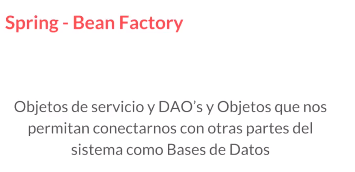 Spring - Bean Factory
Objetos de servicio y DAO's y Objetos que nos
permitan conectarnos con otras partes del
sistema como Bases de Datos